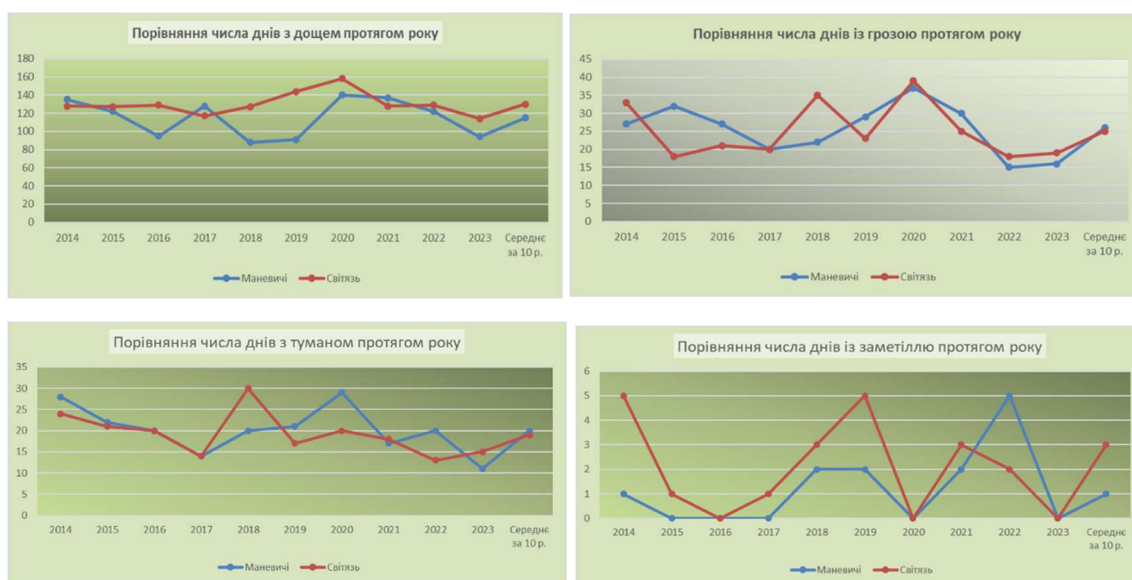 Порівняння числа днів з дощем протягом року
180
160
140
120
100
80
60
40
20
0
2014 2015 2016 2017 2018 2019 2020 2021 2022 2023 Середнє
за 10 р.
Маневичі Світязь
Порівняння числа днів із грозою протягом року
45
40
35
30
25
20
15
10
5
0
2014 2015 2016 2017 2018 2019 2020 2021 2022 2023 Середнє
за 10 р.
Маневичі Світязь
Порівняння числа днів з туманом протягом року
35
30
25
20
15
10
5
0
2014 2015 2016 2017 2018 2019 2020 2021 2022 2023 Середнє
за 10 р.
Маневичі Світязь
Порівняння числа днів із заметіллю протягом року
6
5
4
3
2
1
0
2014 2015 2016 2017 2018 2019 2020 2021 2022 2023 Середнє
за 10 р.
Маневичі Світязь